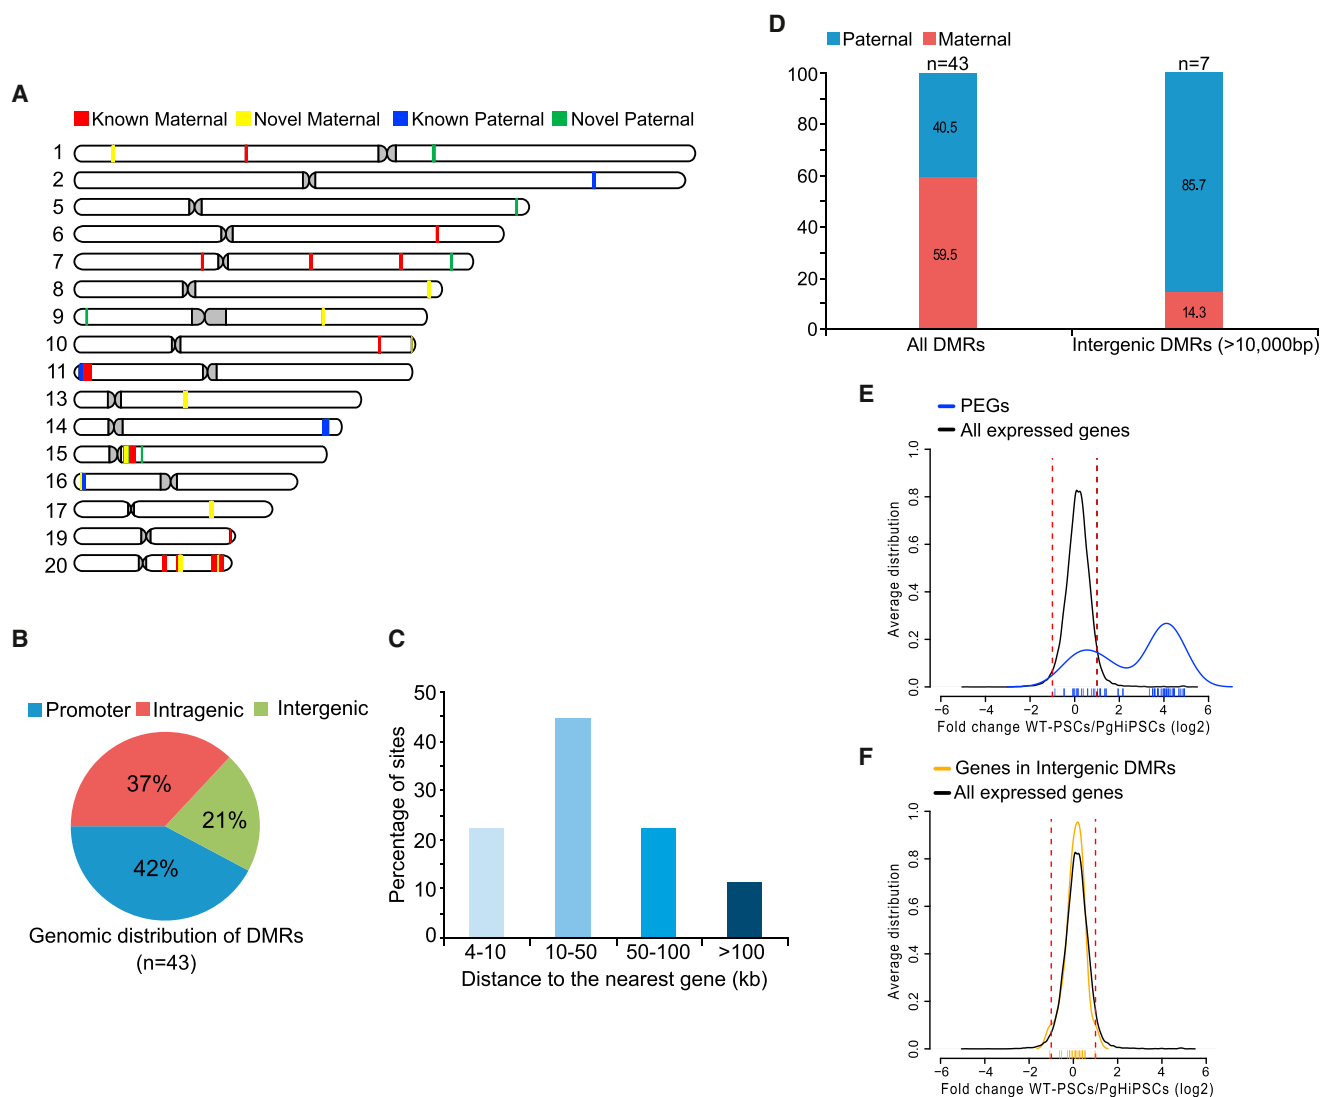 A
Known Maternal Novel Maternal Known Paternal Novel Paternal
1
2
5
6
7
8
9
10
11
13
14
15
16
17
19
20
B
Promoter Intragenic Intergenic
37%
21%
42%
Genomic distribution of DMRs
(n=43)
C
Percentage of sites
50
40
30
20
10
0
4-10 10-50 50-100 >100
Distance to the nearest gene (kb)
D
Paternal Maternal
n=43 n=7
100
80
60
40
20
0
40.5
59.5
85.7
14.3
All DMRs Intergenic DMRs (>10,000bp)
E
PEGs
All expressed genes
Average distribution
1.0
0.8
0.6
0.4
0.2
0.0
−6 −4 −2 0 2 4 6
Fold change WT-PSCs/PgHiPSCs (log2)
F
Genes in Intergenic DMRs
All expressed genes
Average distribution
1.0
0.8
0.6
0.4
0.2
0.0
−6 −4 −2 0 2 4 6
Fold change WT-PSCs/PgHiPSCs (log2)